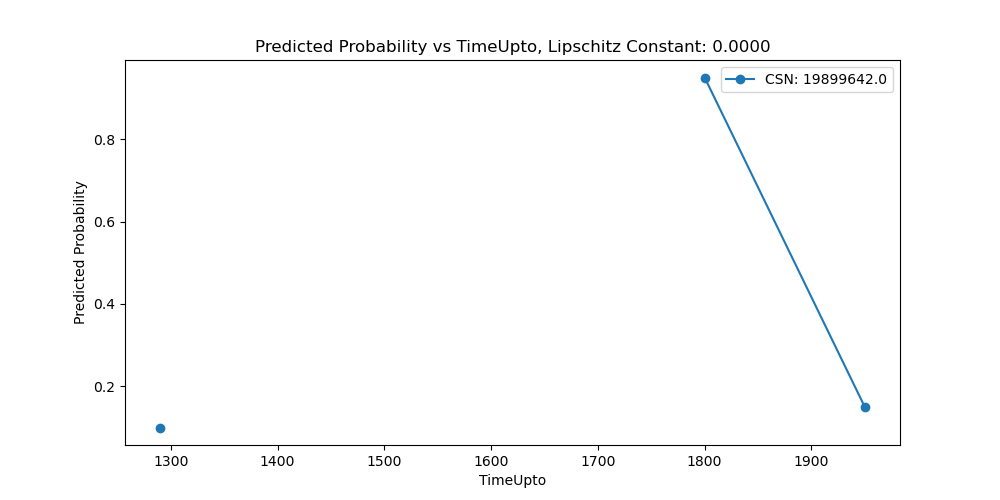 Predicted Probability vs TimeUpto, Lipschitz Constant: 0.0000
CSN: 19899642.0
Predicted Probability
0.8
0.6
0.4
0.2
1300 1400 1500 1600 1700 1800 1900
TimeUpto